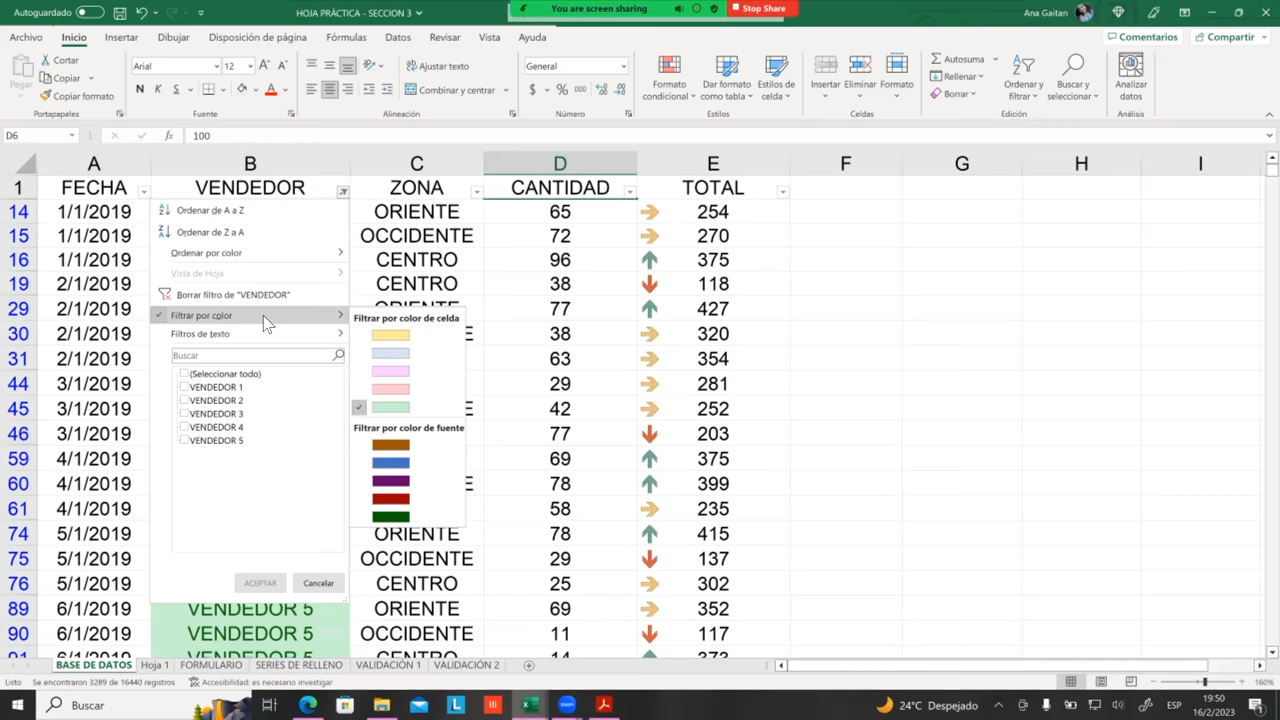 Autoguardado
HOJA PRÁCTICA - SECCION 3
You are screen sharing
Stop Share
Ana Gaitan
Archivo
Inicio
Insertar
Dibujar
Disposición de página
Fórmulas
Datos
Revisar
Vista
Ayuda
Comentarios
Compartir
Pegar
Cortar
Copiar
Copiar formato
Portapapeles
Arial
12
N K S
Fuente
Ajustar texto
Combinar y centrar
Alineación
General
$ % 000
Número
Formato condicional
Dar formato como tabla
Estilos de celda
Estilos
Insertar
Eliminar
Formato
Celdas
Autosuma
Rellenar
Borrar
Ordenar y filtrar
Buscar y seleccionar
Edición
Analizar datos
Análisis
D6
fx
100
A B C D E F G H I
1 FECHA VENDEDOR ZONA CANTIDAD TOTAL
14 1/1/2019 ORIENTE 65 254
15 1/1/2019 OCCIDENTE 72 270
16 1/1/2019 CENTRO 96 375
19 2/1/2019 CENTRO 38 118
29 2/1/2019 77 427
30 2/1/2019 38 320
31 2/1/2019 63 354
44 3/1/2019 29 281
45 3/1/2019 42 252
46 3/1/2019 77 203
59 4/1/2019 69 375
60 4/1/2019 78 399
61 4/1/2019 58 235
74 5/1/2019 ORIENTE 78 415
75 5/1/2019 OCCIDENTE 29 137
76 5/1/2019 CENTRO 25 302
89 6/1/2019 VENDEDOR 5 ORIENTE 69 352
90 6/1/2019 VENDEDOR 5 OCCIDENTE 11 117
91 6/1/2019 VENDEDOR 5 CENTRO 14 373
Ordenar de A a Z
Ordenar de Z a A
Ordenar por color
Vista de Hoja
Borrar filtro de "VENDEDOR"
Filtrar por color
Filtros de texto
Buscar
(Seleccionar todo)
VENDEDOR 1
VENDEDOR 2
VENDEDOR 3
VENDEDOR 4
VENDEDOR 5
ACEPTAR
Cancelar
Filtrar por color de celda
Filtrar por color de fuente
BASE DE DATOS
Hoja 1
FORMULARIO
SERIES DE RELLENO
VALIDACIÓN 1
VALIDACIÓN 2
Listo
Se encontraron 3289 de 16440 registros
Accesibilidad: es necesario investigar
160%
Buscar
24°C Despejado
19:50
16/2/2023